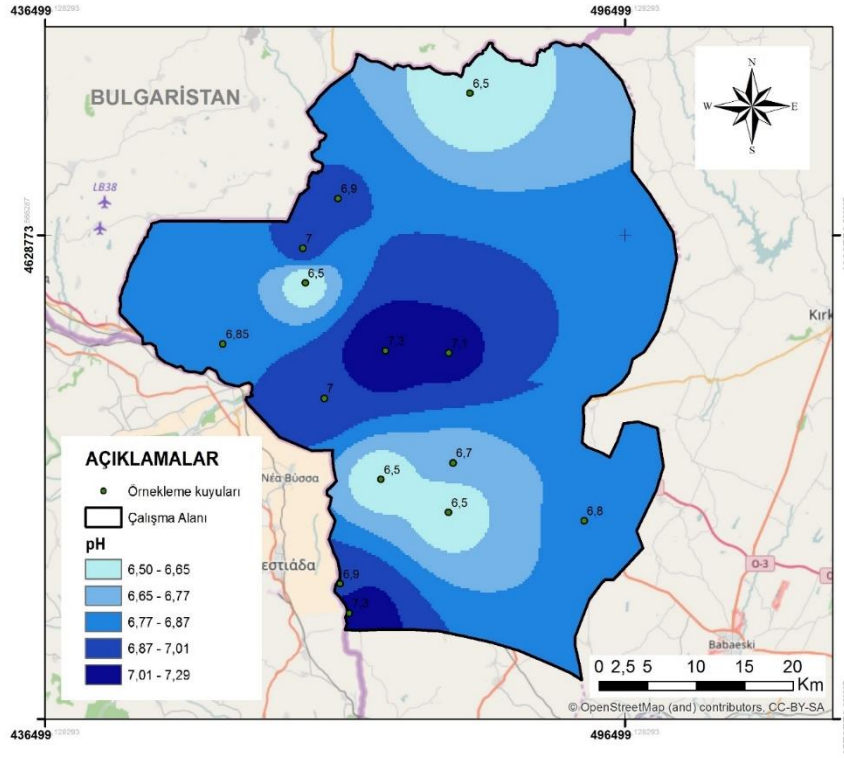 436499
496499
BULGARİSTAN
N
W
E
S
6,5
LB38
6,9
4628773
4628773
7
6,5
Kırk
6,85
7,3
7,1
7
AÇIKLAMALAR
Örnekleme kuyuları
Çalışma Alanı
pH
6,50 - 6,65
6,65 - 6,77
6,77 - 6,87
6,87 - 7,01
7,01 - 7,29
Νέα Βύσσα
6,5
6,7
6,5
6,8
O-3
εστιάδα
6,9
7,3
Babaeski
0 2,5 5 10 15 20
Km
© OpenStreetMap (and) contributors, CC-BY-SA
436499
496499